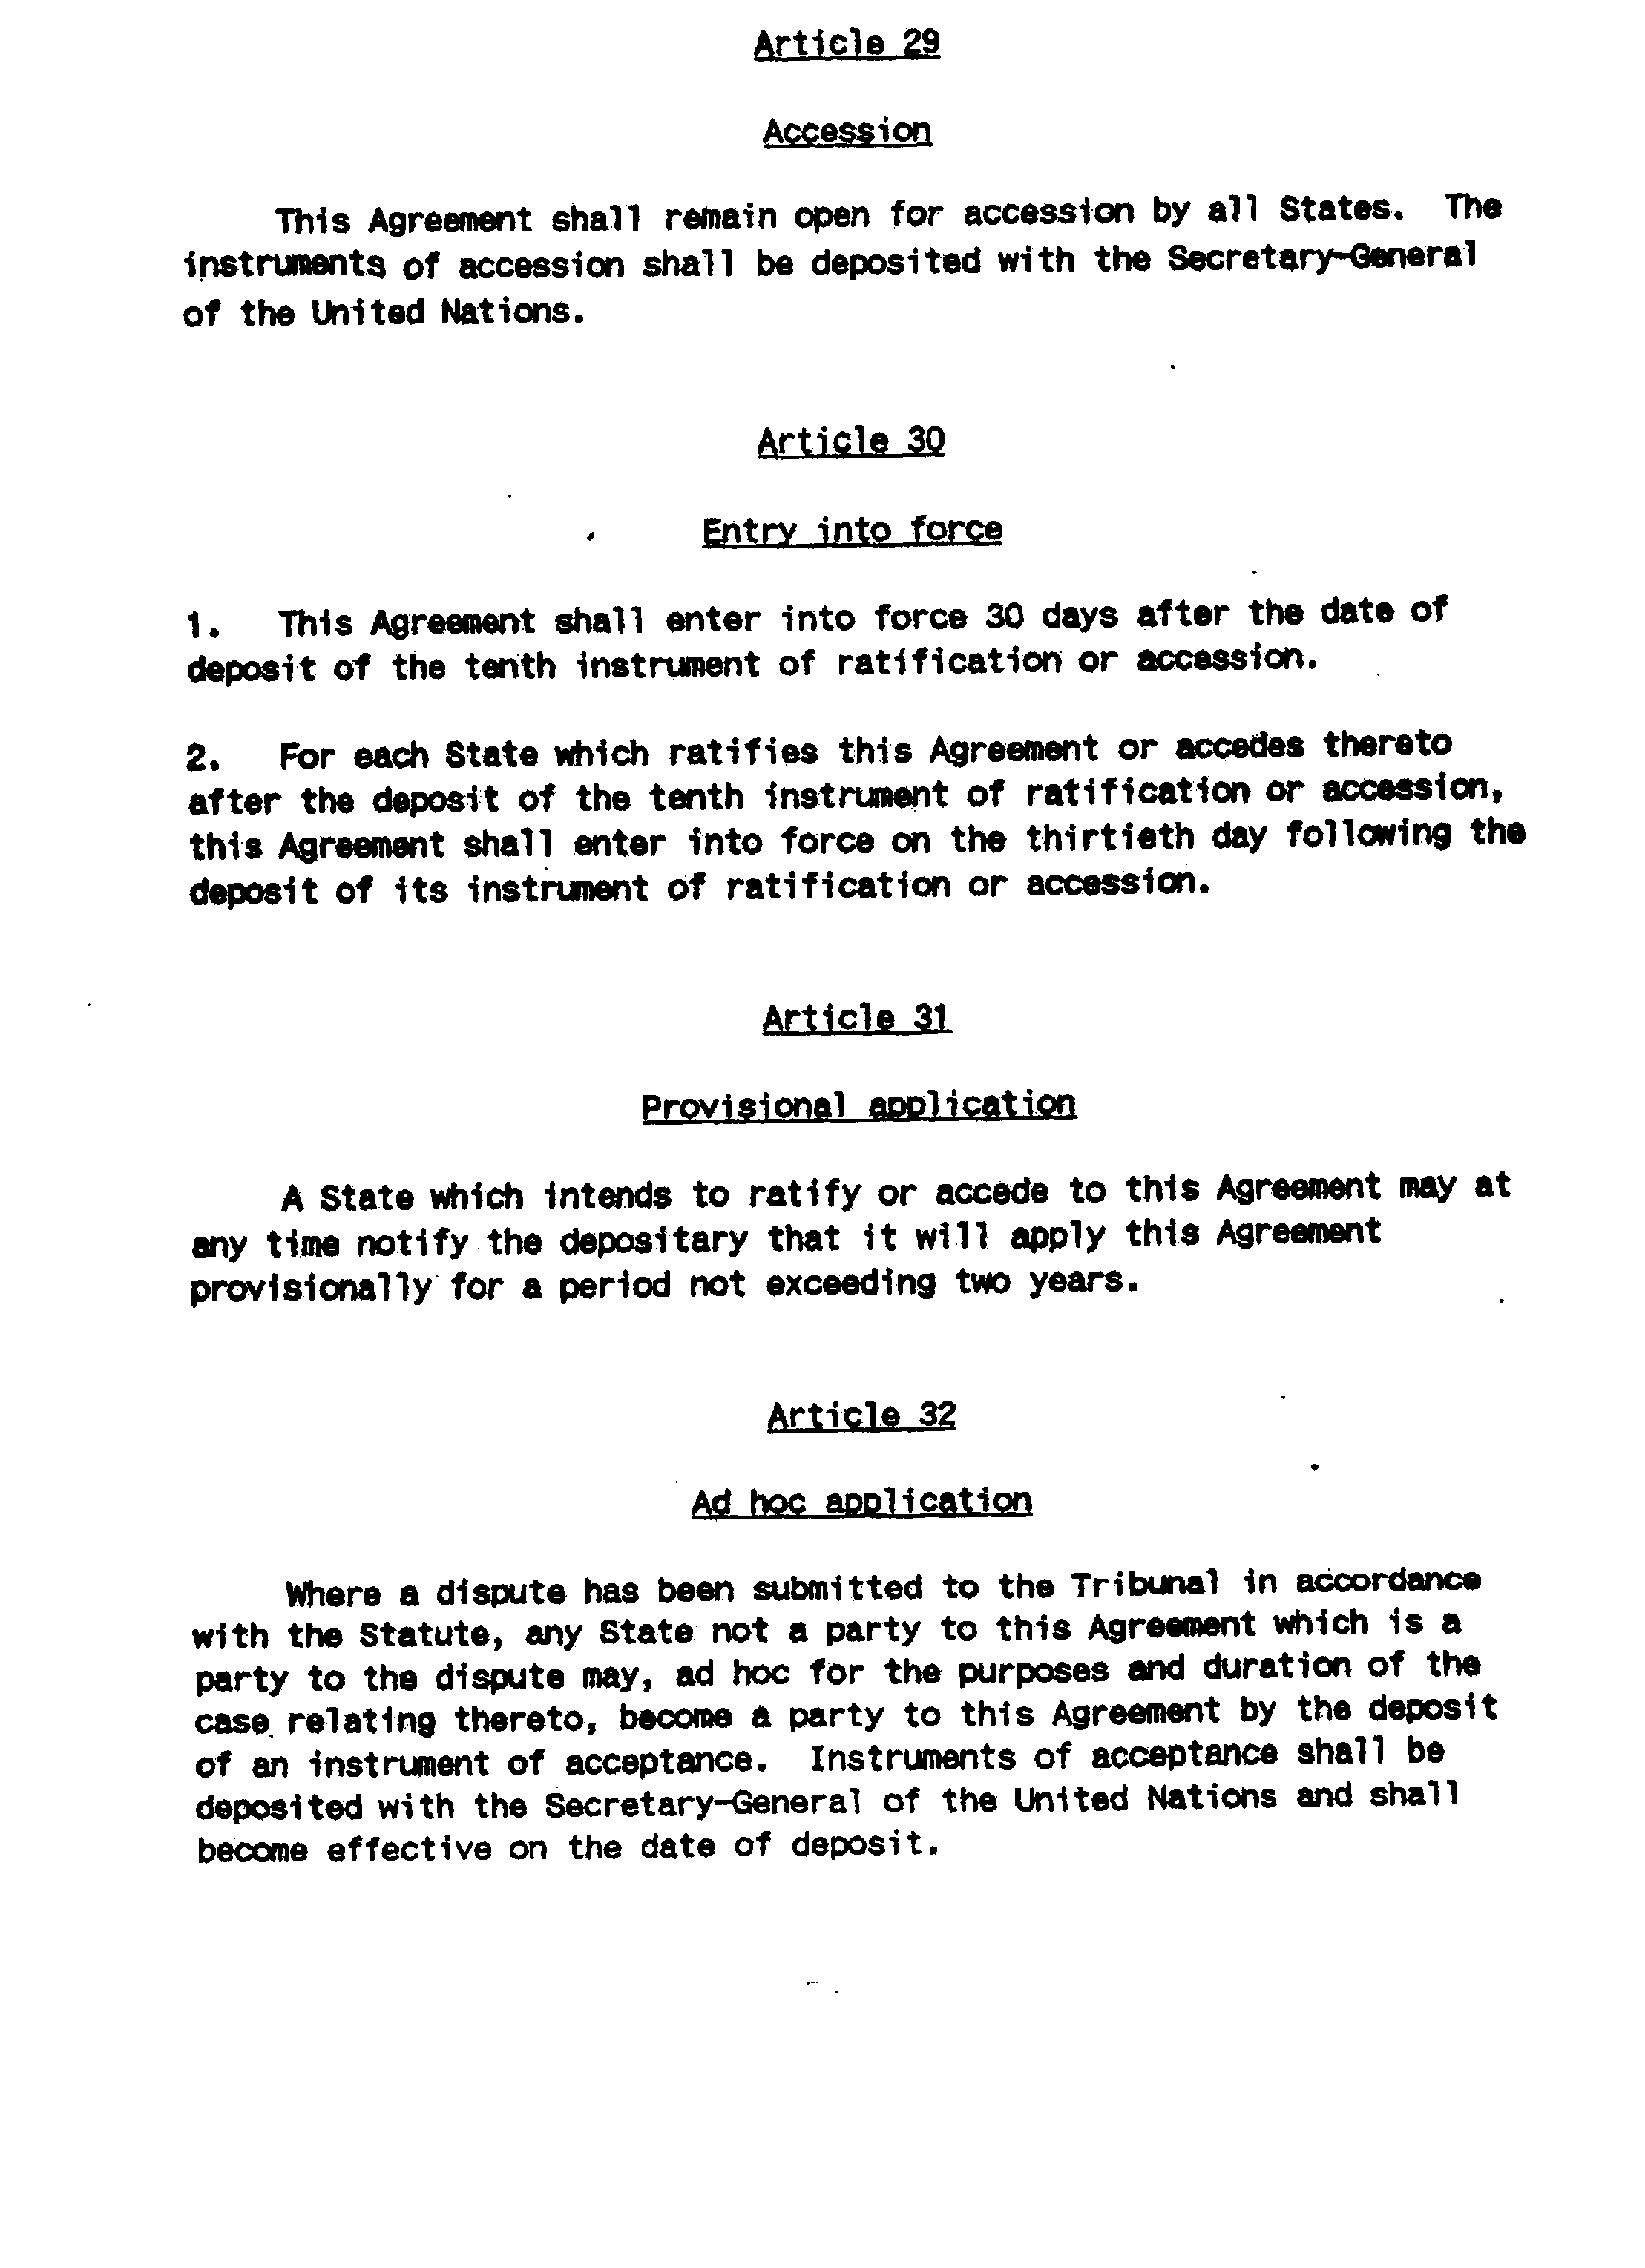 Article 29
Accession
This Agreement shall remain open for accession by all States. The
instruments of accession shall be deposited with the Secretary-General
of the United Nations.
Article 30
Entry into force
1. This Agreement shall enter into force 30 days after the date of
deposit of the tenth instrument of ratification or accession.
2. For each State which ratifies this Agreement or accedes thereto
after the deposit of the tenth instrument of ratification or accession,
this Agreement shall enter into force on the thirtieth day following the
deposit of its instrument of ratification or accession.
Article 31
Provisional application
A State which intends to ratify or accede to this Agreement may at
any time notify the depositary that it will apply this Agreement
provisionally for a period not exceeding two years.
Article 32
Ad hoc application
Where a dispute has been submitted to the Tribunal in accordance
with the Statute, any State not a party to this Agreement which is a
party to the dispute may, ad hoc for the purposes and duration of the
case relating thereto, become a party to this Agreement by the deposit
of an instrument of acceptance. Instruments of acceptance shall be
deposited with the Secretary-General of the United Nations and shall
become effective on the date of deposit.